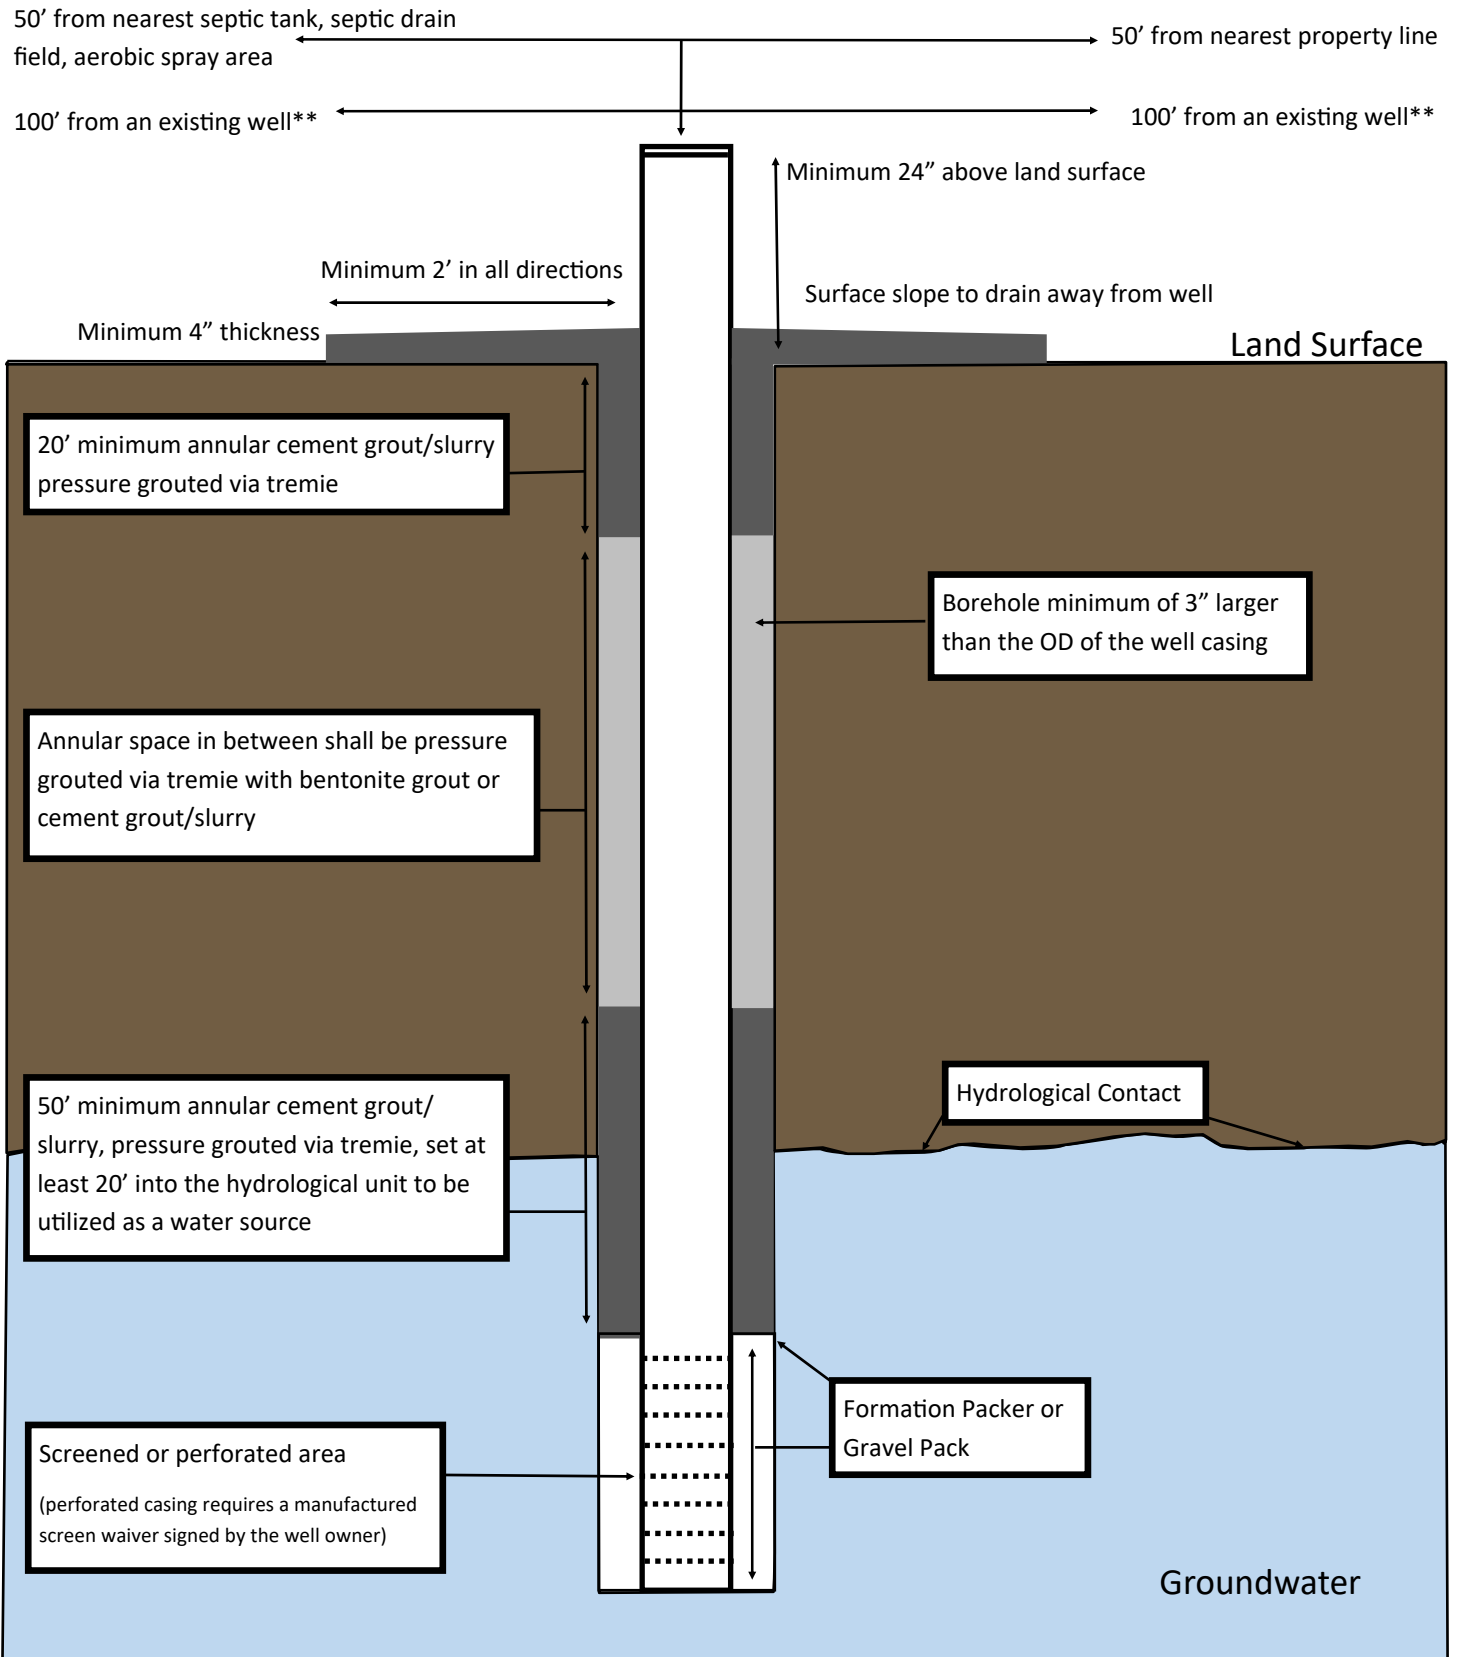 50’ from nearest septic tank, septic drain
field, aerobic spray area
50’ from nearest property line
100’ from an existing well**
100’ from an existing well**
Minimum 24” above land surface
Minimum 2’ in all directions
Surface slope to drain away from well
Minimum 4” thickness
Land Surface
20’ minimum annular cement grout/slurry
pressure grouted via tremie
Borehole minimum of 3” larger
than the OD of the well casing
Annular space in between shall be pressure
grouted via tremie with bentonite grout or
cement grout/slurry
Hydrological Contact
50’ minimum annular cement grout/
slurry, pressure grouted via tremie, set at
least 20’ into the hydrological unit to be
utilized as a water source
Formation Packer or
Gravel Pack
Screened or perforated area
(perforated casing requires a manufactured
screen waiver signed by the well owner)
Groundwater